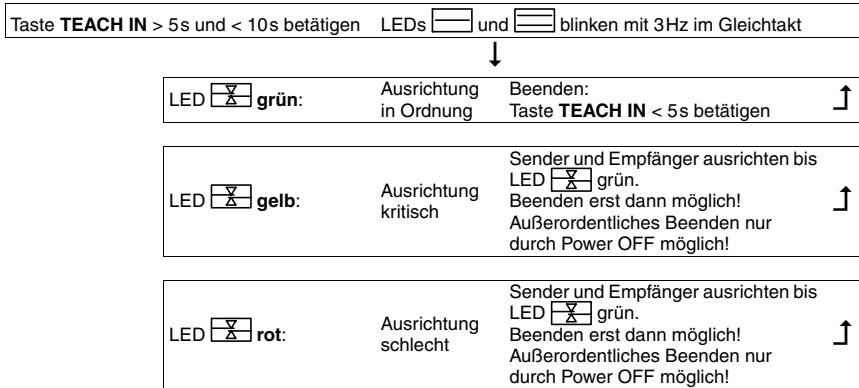 Taste TEACH IN > 5s und < 10s betätigen LEDs und blinken mit 3Hz im Gleichtakt
LED grün:
Ausrichtung
in Ordnung
Beenden:
Taste TEACH IN < 5s betätigen
LED gelb:
Ausrichtung
kritisch
Sender und Empfänger ausrichten bis
LED grün.
Beenden erst dann möglich!
Außerordentliches Beenden nur
durch Power OFF möglich!
LED rot:
Ausrichtung
schlecht
Sender und Empfänger ausrichten bis
LED grün.
Beenden erst dann möglich!
Außerordentliches Beenden nur
durch Power OFF möglich!